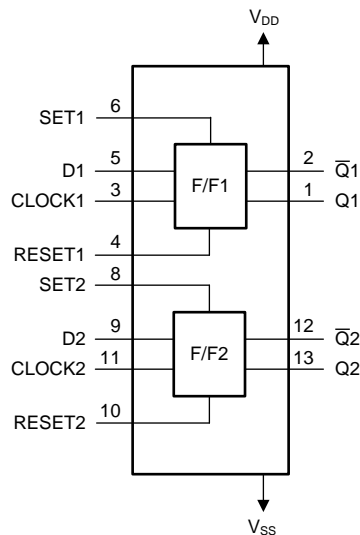 VDD
6
SET1
5
2
D1
Q̅1
F/F1
3
1
CLOCK1
Q1
4
RESET1
8
SET2
9
12
D2
Q̅2
F/F2
11
13
CLOCK2
Q2
10
RESET2
VSS